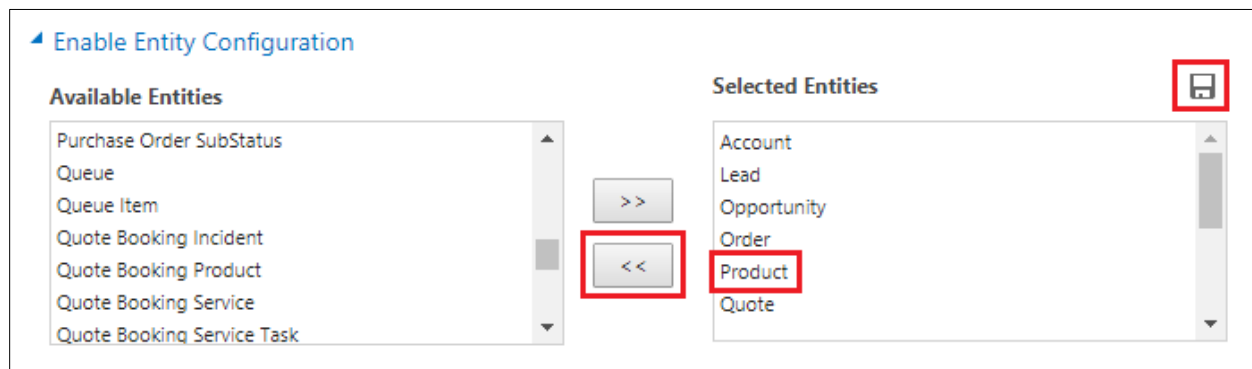 Enable Entity Configuration
Available Entities
Purchase Order SubStatus
Queue
Queue Item
Quote Booking Incident
Quote Booking Product
Quote Booking Service
Quote Booking Service Task
>>
<<
Selected Entities
Account
Lead
Opportunity
Order
Product
Quote